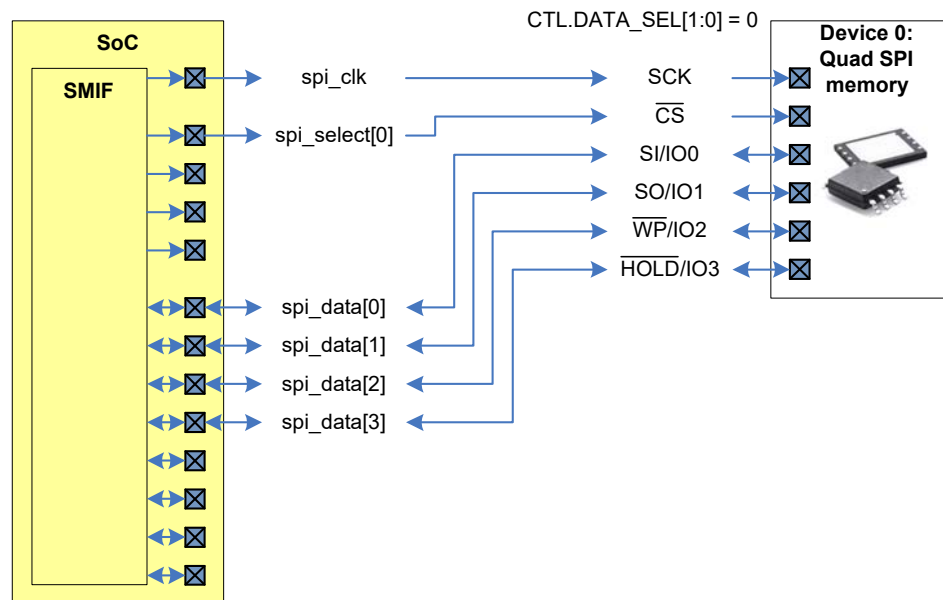 CTL.DATA_SEL[1:0] = 0
SoC
SMIF
Device 0:
Quad SPI
memory
spi_clk
SCK
spi_select[0]
CS
SI/IO0
SO/IO1
WP/IO2
HOLD/IO3
spi_data[0]
spi_data[1]
spi_data[2]
spi_data[3]